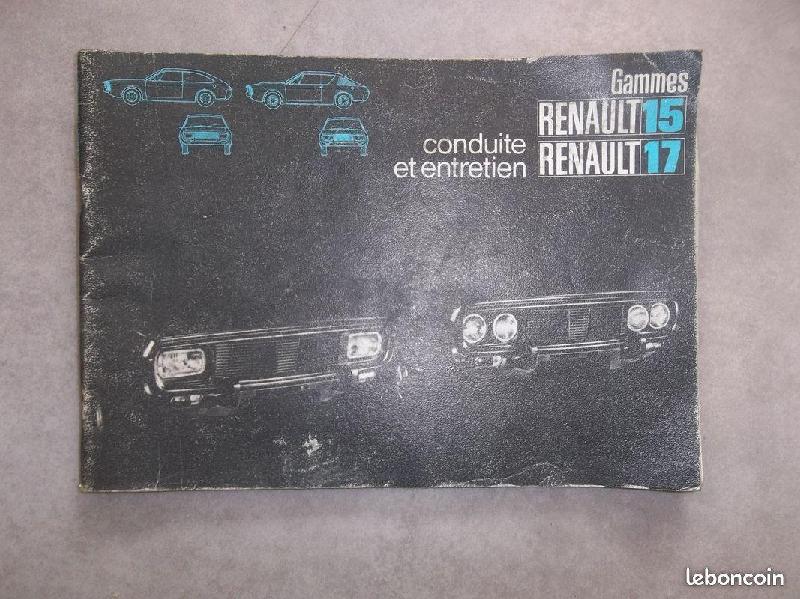 Gammes
RENAULT 15
RENAULT 17
conduite
et entretien
leboncoin